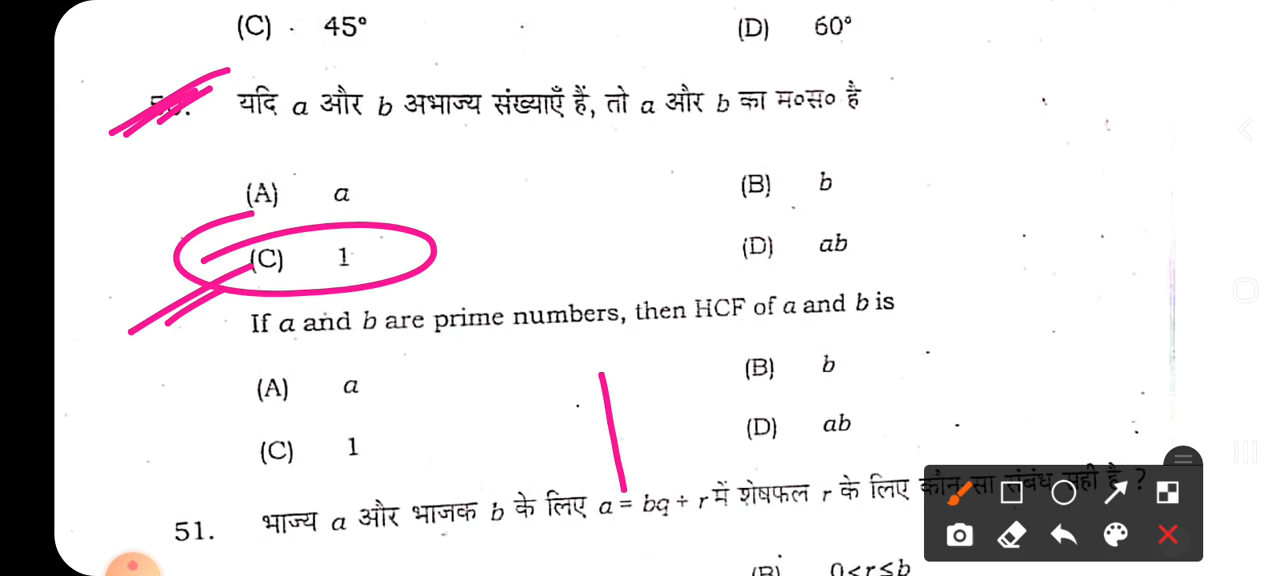 (C) 45° (D) 60°
यदि a और b अभाज्य संख्याएँ हैं, तो a और b का म०स० है
(A) a (B) b
(C) 1 (D) ab
If a and b are prime numbers, then HCF of a and b is
(A) a (B) b
(C) 1 (D) ab
51. भाज्य a और भाजक b के लिए a = bq + r में शेषफल r के लिए कौन सा संबंध सही है ?
(B) 0<r≤b